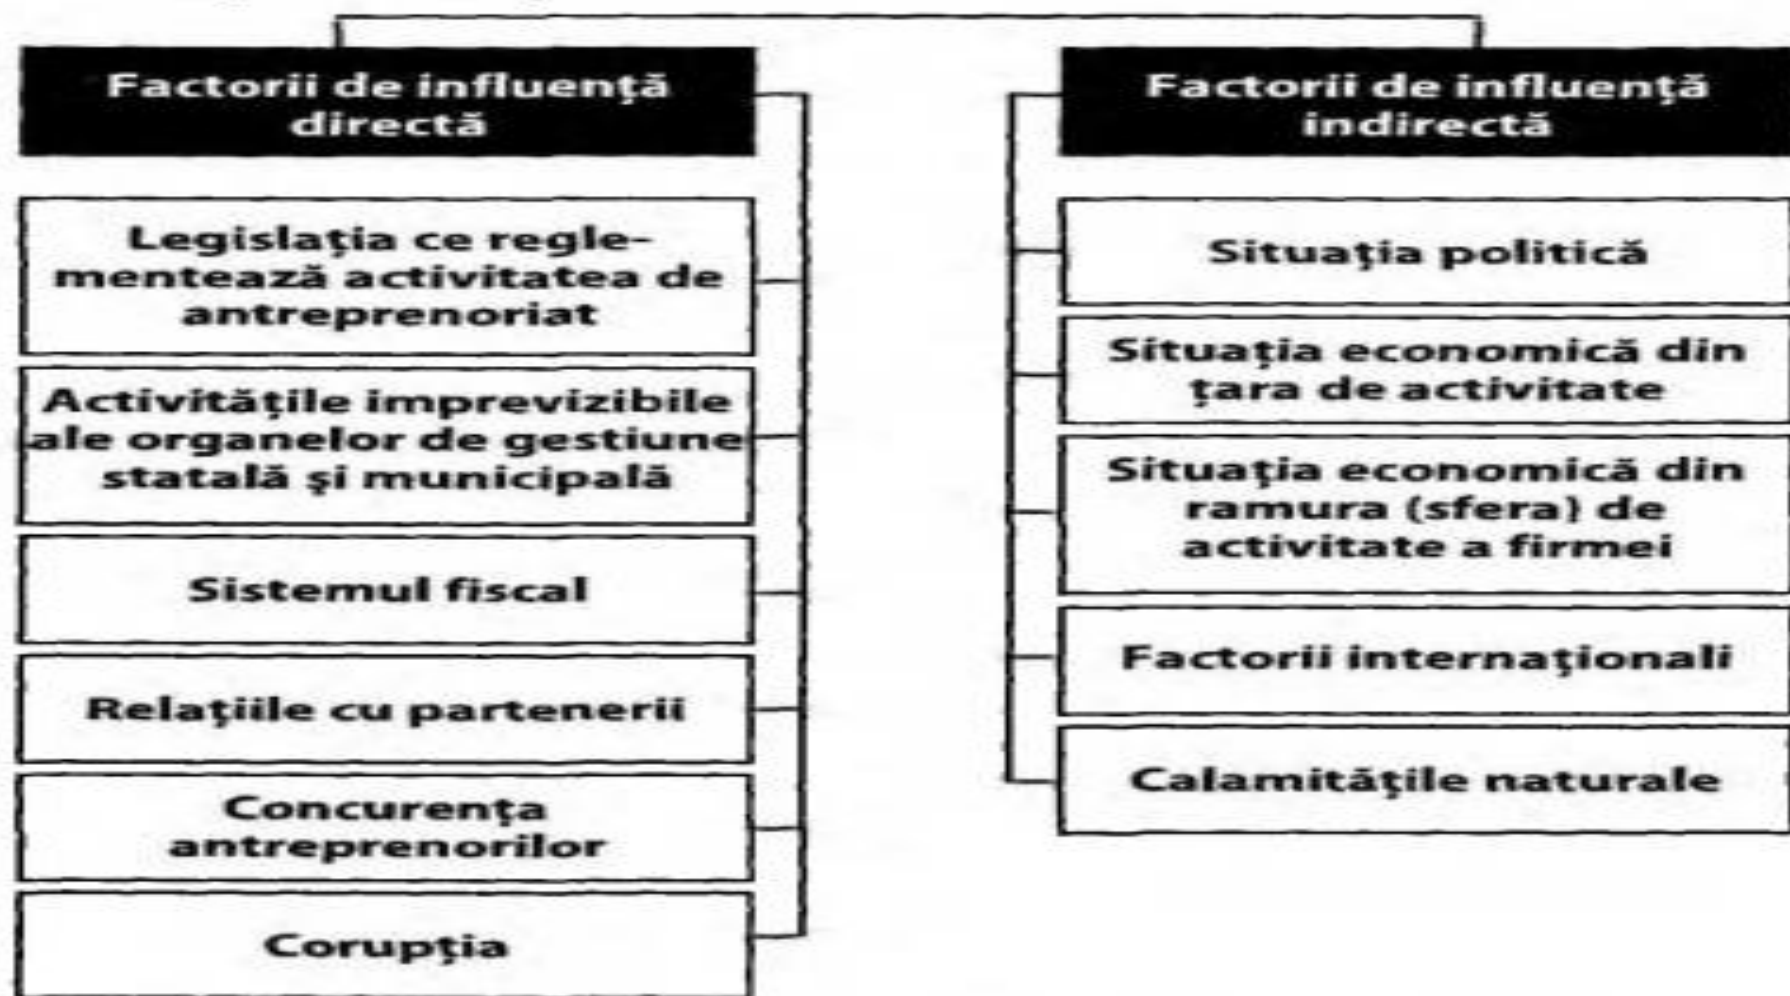 Factorii de influenţă
directă
Legislaţia ce regle-
mentează activitatea de
antreprenoriat
Activităţile imprevizibile
ale organelor de gestiune
statală şi municipală
Sistemul fiscal
Relaţiile cu partenerii
Concurenţa
antreprenorilor
Corupţia
Factorii de influenţă
indirectă
Situaţia politică
Situaţia economică din
ţara de activitate
Situaţia economică din
ramura (sfera) de
activitate a firmei
Factorii internaţionali
Calamităţile naturale